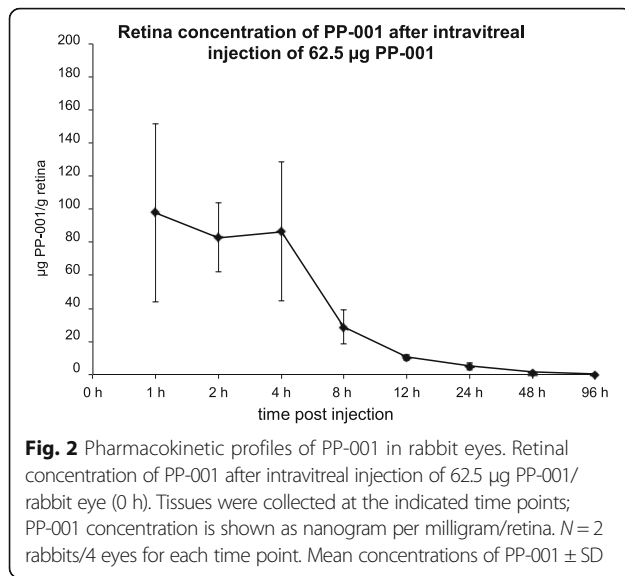 Retina concentration of PP-001 after intravitreal
injection of 62.5 µg PP-001
200
180
160
140
120
100
80
60
40
20
0
µg PP-001/g retina
0 h 1 h 2 h 4 h 8 h 12 h 24 h 48 h 96 h
time post injection
Fig. 2 Pharmacokinetic profiles of PP-001 in rabbit eyes. Retinal
concentration of PP-001 after intravitreal injection of 62.5 µg PP-001/
rabbit eye (0 h). Tissues were collected at the indicated time points;
PP-001 concentration is shown as nanogram per milligram/retina. N = 2
rabbits/4 eyes for each time point. Mean concentrations of PP-001 ± SD